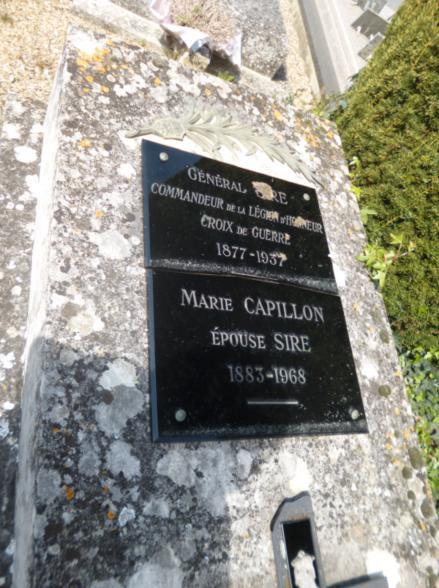 GÉNÉRAL SIRE
COMMANDEUR DE LA LÉGION D'HONNEUR
CROIX DE GUERRE
1877-1937
MARIE CAPILLON
ÉPOUSE SIRE
1883-1968